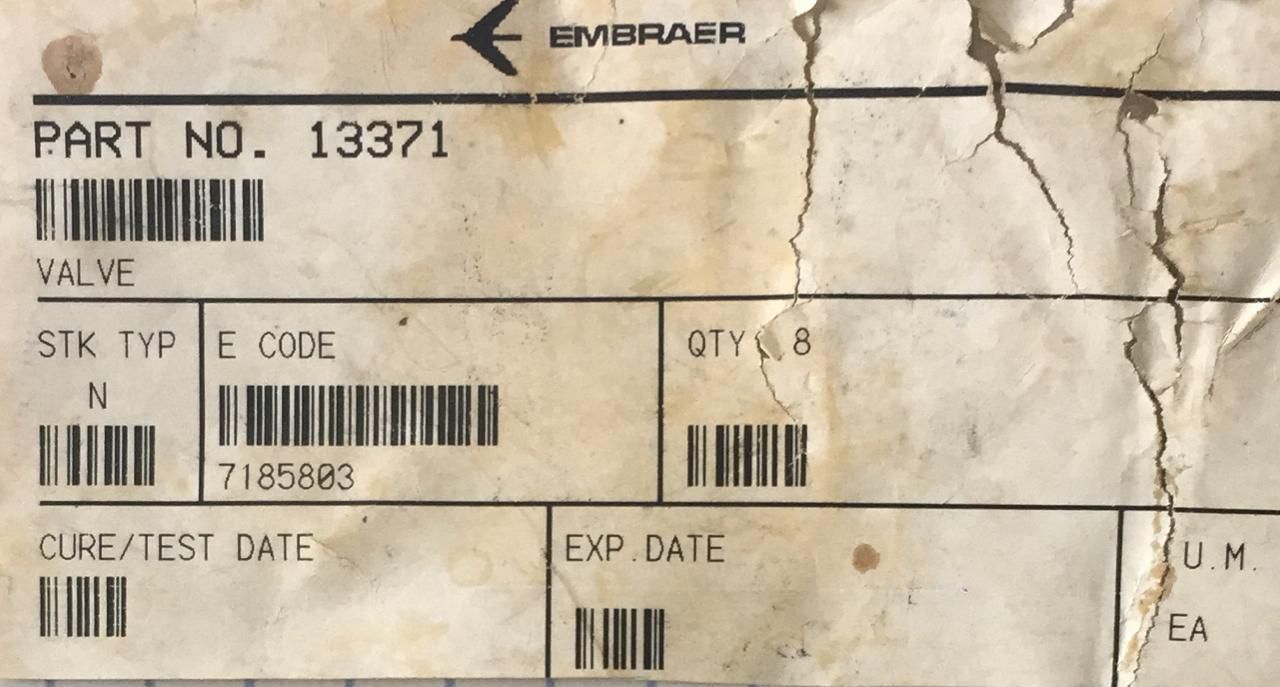 EMBRAER
PART NO. 13371
VALVE
STK TYP
N
E CODE
7185803
QTY 8
CURE/TEST DATE
EXP.DATE
U.M.
EA